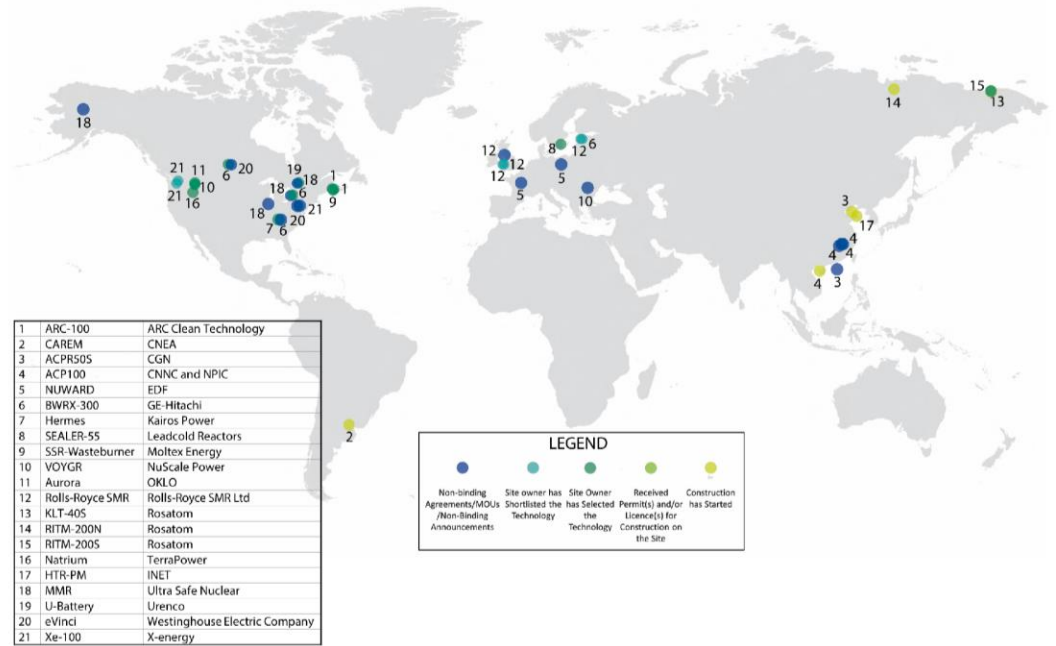 15
13
14
18
12
8
12
6
12
12
5
5
10
21
11
6
20
19
18
1
21
10
16
18
6
1
9
18
21
20
7
6
3
17
4
4
4
4
3
2
1 ARC-100 ARC Clean Technology
2 CAREM CNEA
3 ACPR50S CGN
4 ACP100 CNNC and NPIC
5 NUWARD EDF
6 BWRX-300 GE-Hitachi
7 Hermes Kairos Power
8 SEALER-55 Leadcold Reactors
9 SSR-Wasteburner Moltex Energy
10 VOYGR NuScale Power
11 Aurora OKLO
12 Rolls-Royce SMR Rolls-Royce SMR Ltd
13 KLT-40S Rosatom
14 RITM-200N Rosatom
15 RITM-200S Rosatom
16 Natrium TerraPower
17 HTR-PM INET
18 MMR Ultra Safe Nuclear
19 U-Battery Urenco
20 eVinci Westinghouse Electric Company
21 Xe-100 X-energy
LEGEND
Non-binding
Agreements/MOUs
/Non-Binding
Announcements
Site owner has
Shortlisted the
Technology
Site Owner
has Selected
the
Technology
Received
Permit(s) and/or
Licence(s) for
Construction on
the Site
Construction
has Started